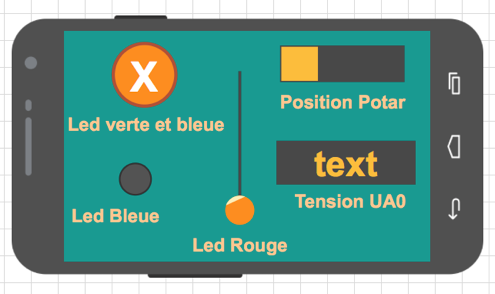 X
Led verte et bleue
Position Potar
text
Tension UA0
Led Bleue
Led Rouge